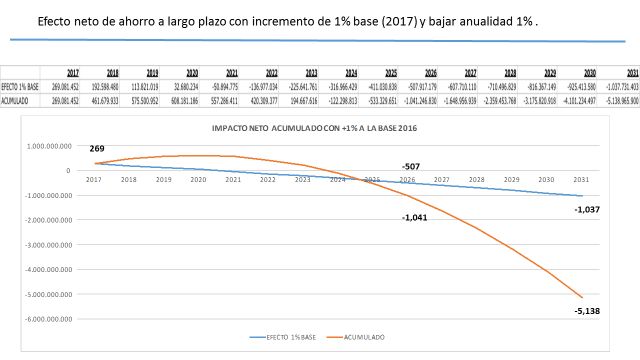 Efecto neto de ahorro a largo plazo con incremento de 1% base (2017) y bajar anualidad 1% .
2017 2018 2019 2020 2021 2022 2023 2024 2025 2026 2027 2028 2029 2030 2031
EFECTO 1% BASE 269.081.452 192.598.480 113.821.019 32.680.234 -50.894.775 -136.977.034 -225.641.761 -316.966.429 -411.030.838 -507.917.179 -607.710.110 -710.496.829 -816.367.149 -925.413.580 -1.037.731.403
ACUMULADO 269.081.452 461.679.933 575.500.952 608.181.186 557.286.411 420.309.377 194.667.616 -122.298.813 -533.329.651 -1.041.246.830 -1.648.956.939 -2.359.453.768 -3.175.820.918 -4.101.234.497 -5.138.965.900
IMPACTO NETO ACUMULADO CON +1% A LA BASE 2016
1.000.000.000
0
-1.000.000.000
-2.000.000.000
-3.000.000.000
-4.000.000.000
-5.000.000.000
-6.000.000.000
269
-507
2017 2018 2019 2020 2021 2022 2023 2024 2025 2026 2027 2028 2029 2030 2031
-1,041
-1,037
-5,138
EFECTO 1% BASE ACUMULADO